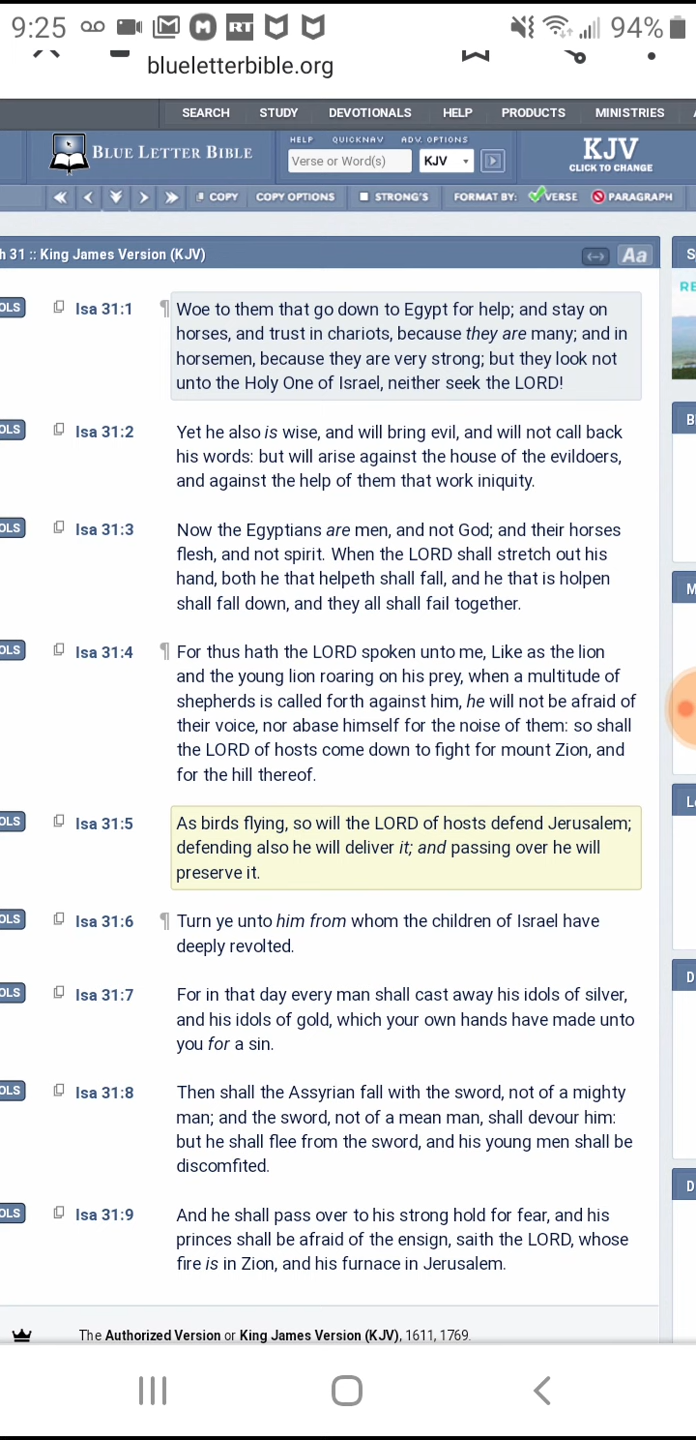 9:25 RT 94%
blueletterbible.org
SEARCH STUDY DEVOTIONALS HELP PRODUCTS MINISTRIES
HELP QUICKNAV ADV. OPTIONS
BLUE LETTER BIBLE Verse or Word(s) KJV KJV
CLICK TO CHANGE
COPY COPY OPTIONS STRONG'S FORMAT BY: VERSE PARAGRAPH
h 31 :: King James Version (KJV) Aa S
RE
OLS Isa 31:1 ¶ Woe to them that go down to Egypt for help; and stay on
horses, and trust in chariots, because they are many; and in
horsemen, because they are very strong; but they look not
unto the Holy One of Israel, neither seek the LORD!
OLS Isa 31:2 Yet he also is wise, and will bring evil, and will not call back
his words: but will arise against the house of the evildoers,
and against the help of them that work iniquity.
OLS Isa 31:3 Now the Egyptians are men, and not God; and their horses
flesh, and not spirit. When the LORD shall stretch out his
hand, both he that helpeth shall fall, and he that is holpen
shall fall down, and they all shall fail together.
OLS Isa 31:4 ¶ For thus hath the LORD spoken unto me, Like as the lion
and the young lion roaring on his prey, when a multitude of
shepherds is called forth against him, he will not be afraid of
their voice, nor abase himself for the noise of them: so shall
the LORD of hosts come down to fight for mount Zion, and
for the hill thereof.
OLS Isa 31:5 As birds flying, so will the LORD of hosts defend Jerusalem;
defending also he will deliver it; and passing over he will
preserve it.
OLS Isa 31:6 ¶ Turn ye unto him from whom the children of Israel have
deeply revolted.
OLS Isa 31:7 For in that day every man shall cast away his idols of silver,
and his idols of gold, which your own hands have made unto
you for a sin.
OLS Isa 31:8 Then shall the Assyrian fall with the sword, not of a mighty
man; and the sword, not of a mean man, shall devour him:
but he shall flee from the sword, and his young men shall be
discomfited.
OLS Isa 31:9 And he shall pass over to his strong hold for fear, and his
princes shall be afraid of the ensign, saith the LORD, whose
fire is in Zion, and his furnace in Jerusalem.
The Authorized Version or King James Version (KJV), 1611, 1769.